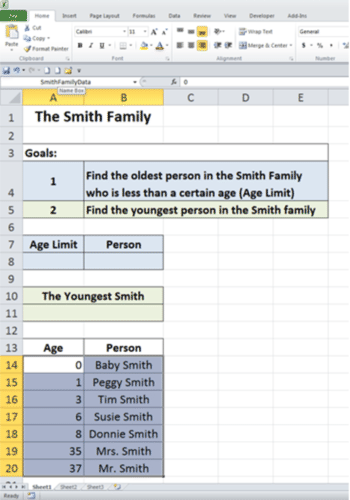 File Home Insert Page Layout Formulas Data Review View Developer Add-Ins
Cut
Copy
Format Painter
Paste
Clipboard
Calibri 11
B I U
Font
Wrap Text
Merge & Center
Alignment
General
$ % ,
Number
SmithFamilyData fx 0
Name Box
A B C D E
1 The Smith Family
2
3 Goals:
4 1 Find the oldest person in the Smith Family
who is less than a certain age (Age Limit)
5 2 Find the youngest person in the Smith family
6
7 Age Limit Person
8
9
10 The Youngest Smith
11
12
13 Age Person
14 0 Baby Smith
15 1 Peggy Smith
16 3 Tim Smith
17 6 Susie Smith
18 8 Donnie Smith
19 35 Mrs. Smith
20 37 Mr. Smith
Sheet1 Sheet2 Sheet3
Ready